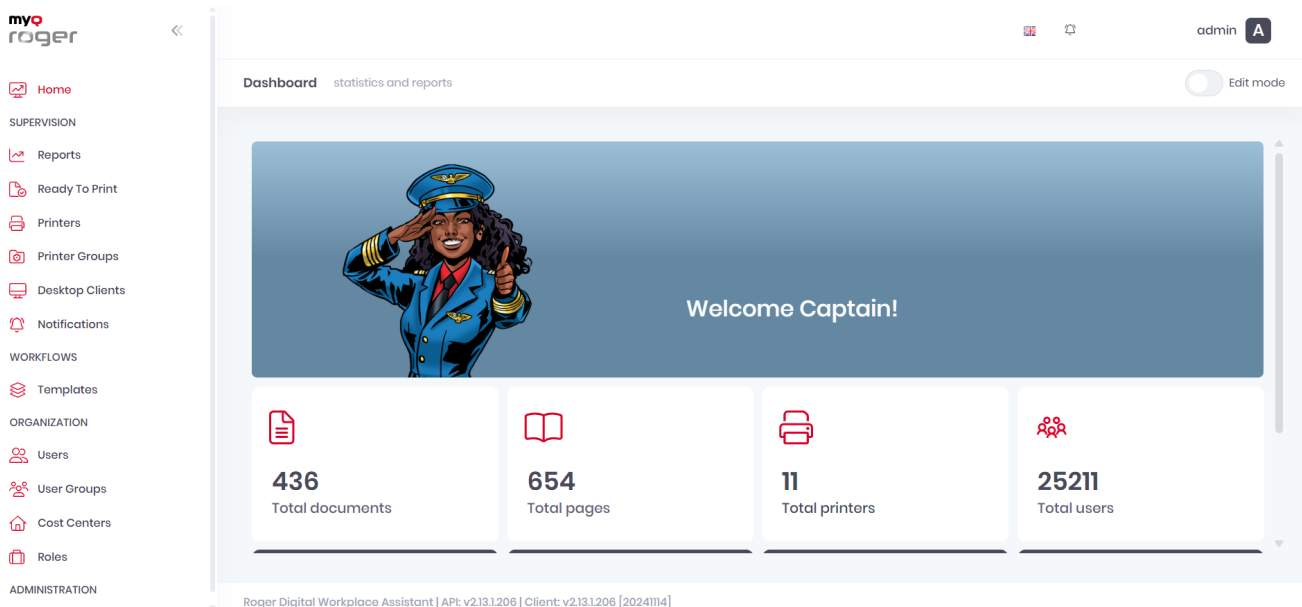 myQ
roger
admin A
Home
Dashboard statistics and reports Edit mode
SUPERVISION
Reports
Ready To Print
Printers
Printer Groups
Desktop Clients
Notifications
WORKFLOWS
Templates
ORGANIZATION
Users
User Groups
Cost Centers
Roles
ADMINISTRATION
Welcome Captain!
436
Total documents
654
Total pages
11
Total printers
25211
Total users
Roger Digital Workplace Assistant | API: v2.13.1.206 | Client: v2.13.1.206 [20241114]